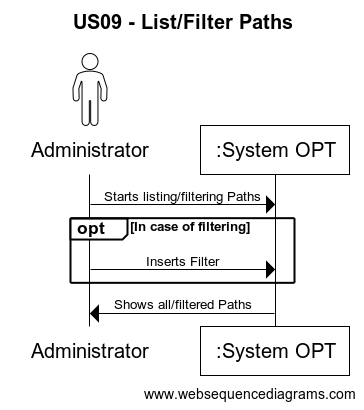 US09 - List/Filter Paths
Administrator
:System OPT
Starts listing/filtering Paths
opt
[In case of filtering]
Inserts Filter
Shows all/filtered Paths
Administrator
:System OPT
www.websequencediagrams.com